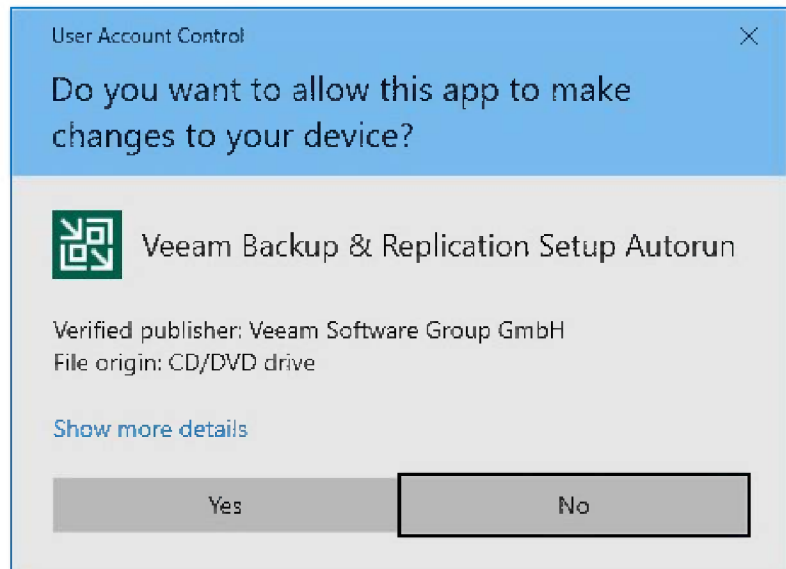 User Account Control
Do you want to allow this app to make
changes to your device?
Veeam Backup & Replication Setup Autorun
Verified publisher: Veeam Software Group GmbH
File origin: CD/DVD drive
Show more details
Yes
No